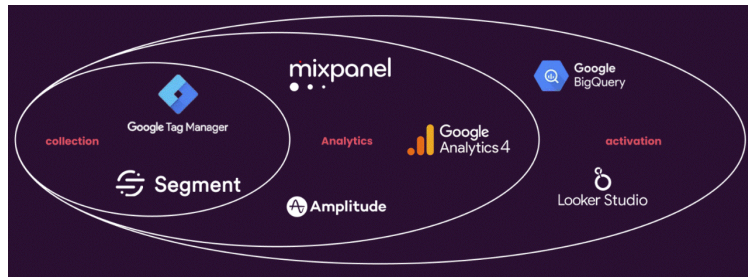 Google Tag Manager
collection
Segment
mixpanel
Analytics
Google
Analytics 4
Amplitude
Google
BigQuery
activation
Looker Studio